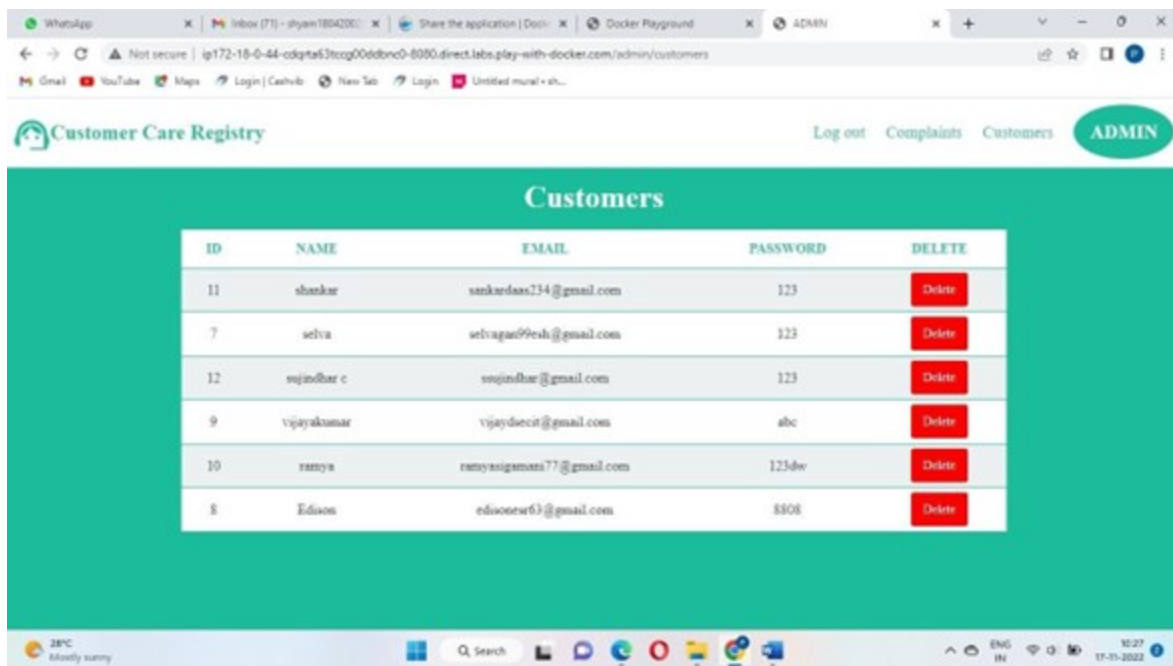 WhatsApp Inbox (71) - shyam18042002 Share the application | Dock Docker Playground ADMIN
Not secure | ip172-18-0-44-cdqrta63tccg00ddbnc0-8080.direct.labs.play-with-docker.com/admin/customers
Gmail YouTube Maps Login | Cashvib New Tab Login Untitled mural • sh...
Customer Care Registry Log out Complaints Customers ADMIN
Customers
ID NAME EMAIL PASSWORD DELETE
11 shankar sankardaas234@gmail.com 123 Delete
7 selva selvagan99esh@gmail.com 123 Delete
12 sujindhar c ssujindhar@gmail.com 123 Delete
9 vijayakumar vijaydsecit@gmail.com abc Delete
10 ramya ramyasigamani77@gmail.com 123dw Delete
8 Edison edisonesr63@gmail.com 8808 Delete
28°C Mostly sunny Search ENG IN 10:27 17-11-2022